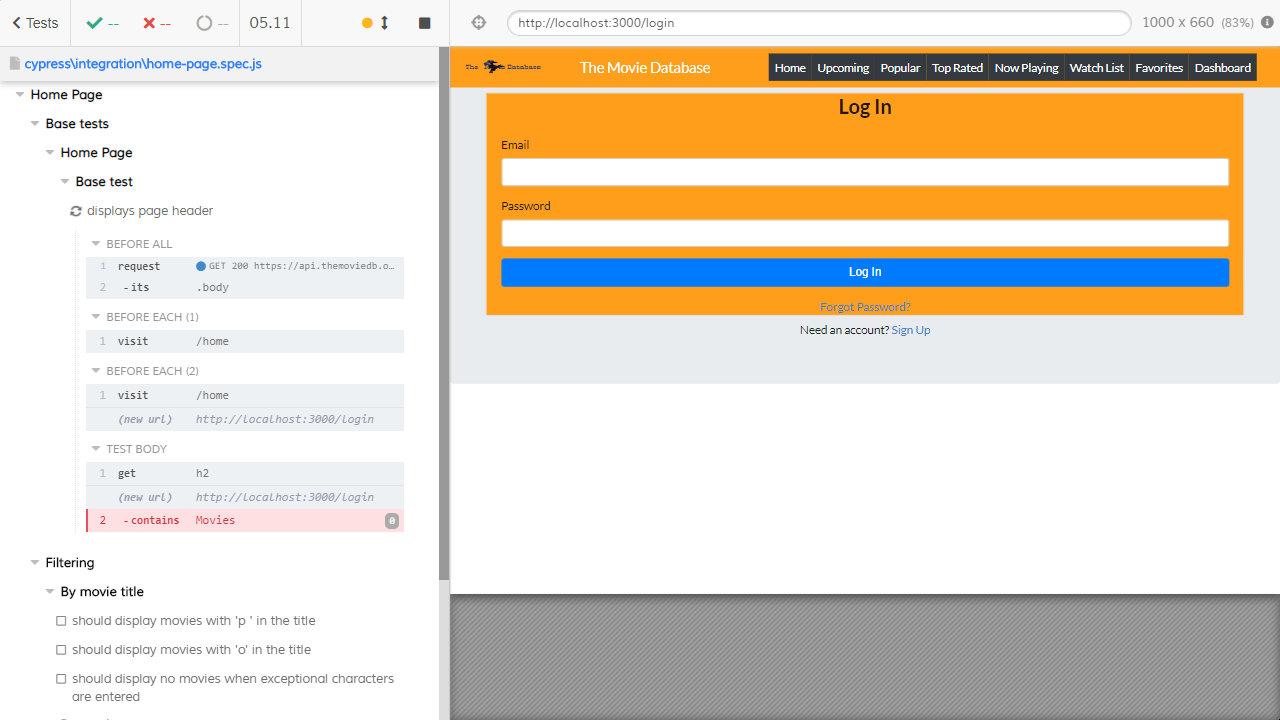 Tests
--
--
--
05.11
http://localhost:3000/login
1000 x 660 (83%)
cypress\integration\home-page.spec.js
Home Page
Base tests
Home Page
Base test
displays page header
BEFORE ALL
1 request GET 200 https://api.themoviedb.o...
2 -its .body
BEFORE EACH (1)
1 visit /home
BEFORE EACH (2)
1 visit /home
(new url) http://localhost:3000/login
TEST BODY
1 get h2
(new url) http://localhost:3000/login
2 -contains Movies 0
Filtering
By movie title
should display movies with 'p ' in the title
should display movies with 'o' in the title
should display no movies when exceptional characters
are entered
The Movie Database
Home Upcoming Popular Top Rated Now Playing Watch List Favorites Dashboard
Log In
Email
Password
Log In
Forgot Password?
Need an account? Sign Up